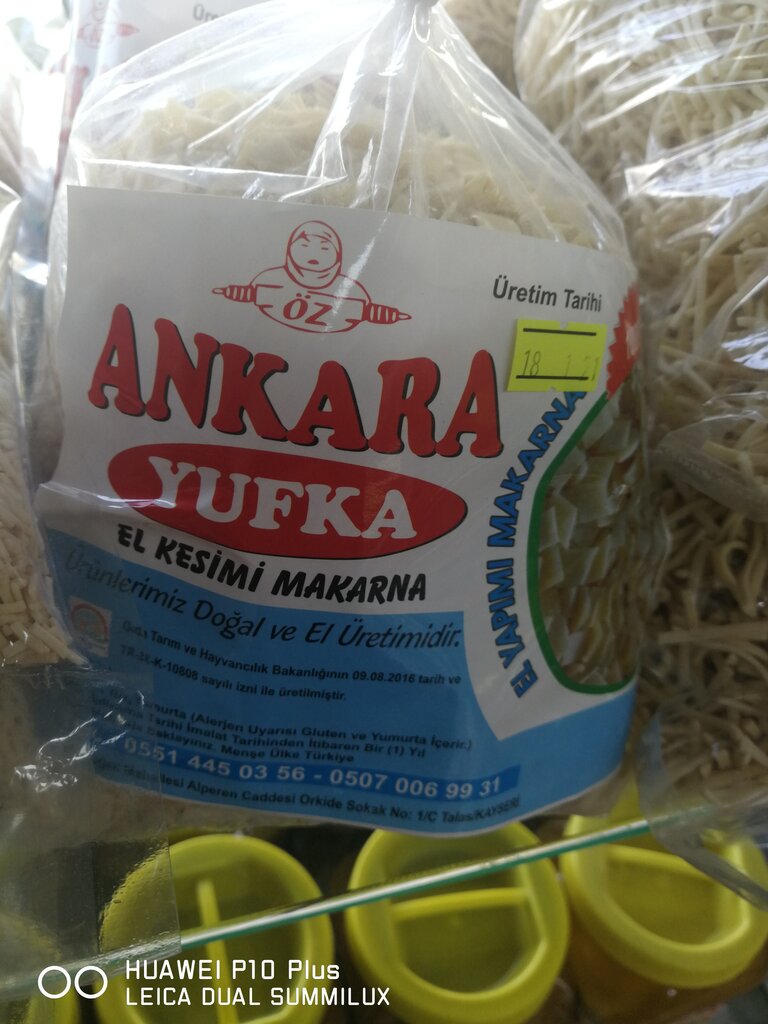 ÖZ
ANKARA
YUFKA
EL KESİMİ MAKARNA
Ürünlerimiz Doğal ve El Üretimidir.
Üretim Tarihi
18 1 21
EL YAPIMI MAKARNA
Gıda Tarım ve Hayvancılık Bakanlığının 09.08.2016 tarih ve
sayılı izni ile üretilmiştir.
(Alerjen Uyarısı Gluten ve Yumurta İçerir.)
Tarihi İmalat Tarihinden İtibaren Bir (1) Yıl
Saklayınız. Menşe Ülke Türkiye
0551 445 03 56 - 0507 006 99 31
Alperen Caddesi Orkide Sokak No: 1/C Talas/KAYSERİ
HUAWEI P10 Plus
LEICA DUAL SUMMILUX